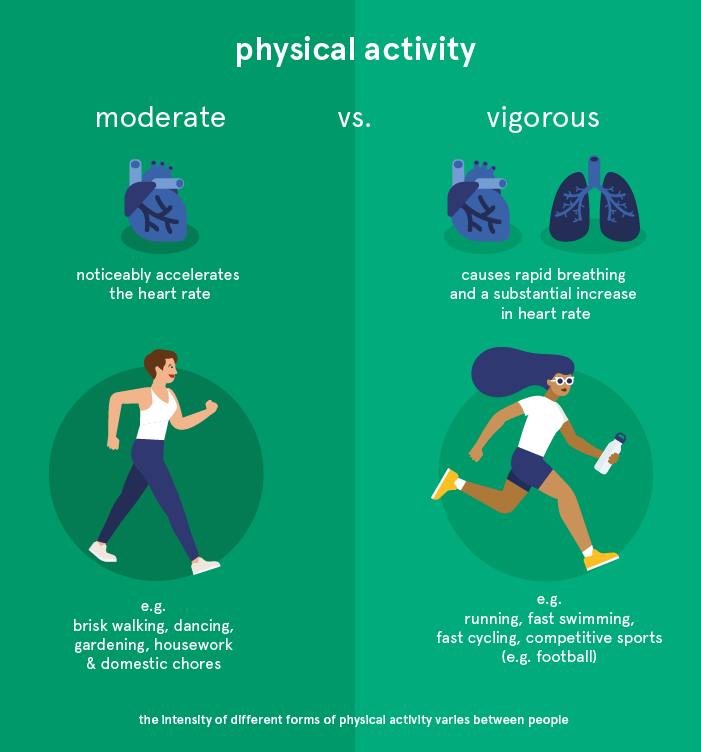 physical activity
moderate
vs.
vigorous
noticeably accelerates
the heart rate
causes rapid breathing
and a substantial increase
in heart rate
e.g.
brisk walking, dancing,
gardening, housework
& domestic chores
e.g.
running, fast swimming,
fast cycling, competitive sports
(e.g. football)
the intensity of different forms of physical activity varies between people